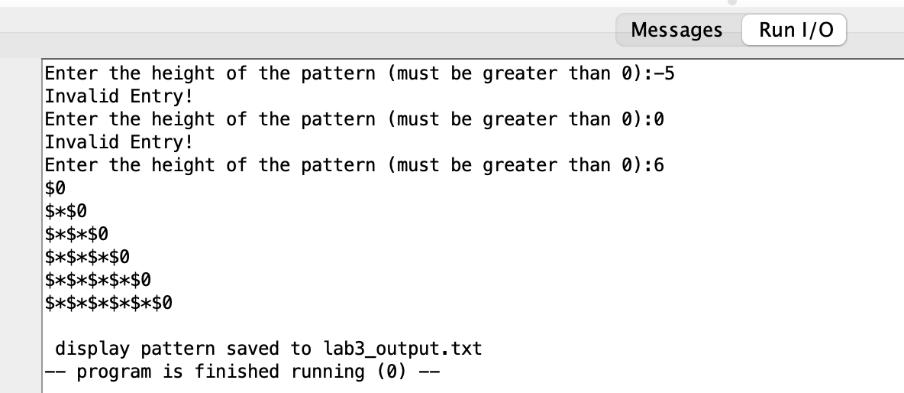 Messages Run I/O
Enter the height of the pattern (must be greater than 0):-5
Invalid Entry!
Enter the height of the pattern (must be greater than 0):0
Invalid Entry!
Enter the height of the pattern (must be greater than 0):6
$0
$*$0
$*$*$0
$*$*$*$0
$*$*$*$*$0
$*$*$*$*$*$0
display pattern saved to lab3_output.txt
-- program is finished running (0) --